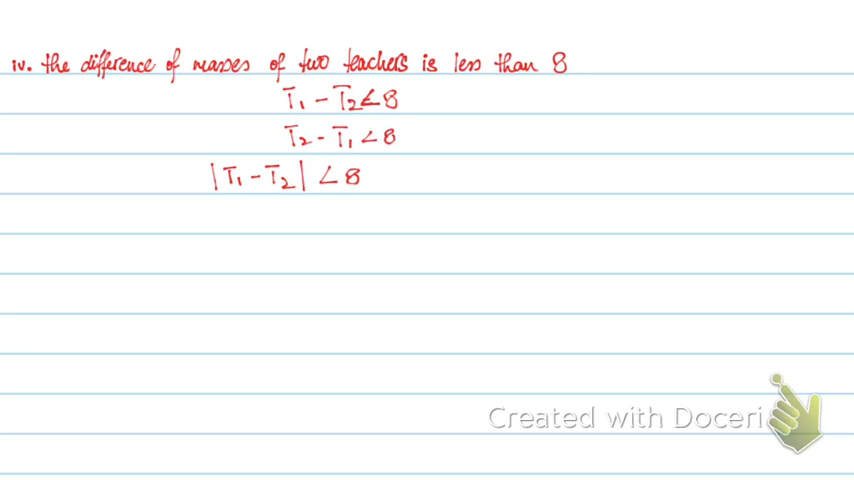 iv. the difference of masses of two teachers is less than 8
T₁ - T₂ < 8
T₂ - T₁ < 8
|T₁ - T₂| < 8
Created with Doceri